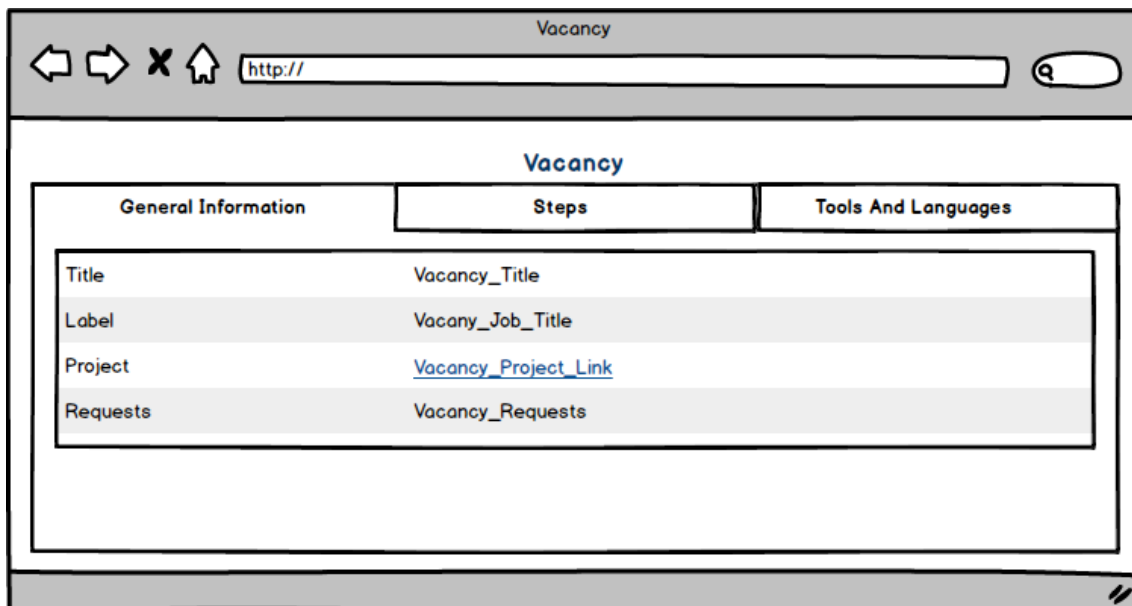 Vacancy
http://
Vacancy
General Information Steps Tools And Languages
Title Vacancy_Title
Label Vacany_Job_Title
Project Vacancy_Project_Link
Requests Vacancy_Requests